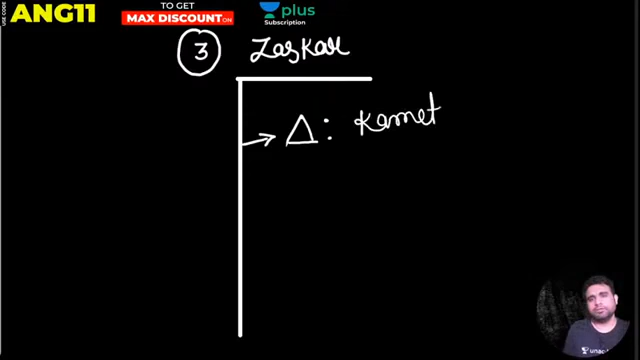 USE CODE
ANG11
TO GET
MAX DISCOUNT ON
plus
Subscription
3 Zaskar
→ Δ: Kamet